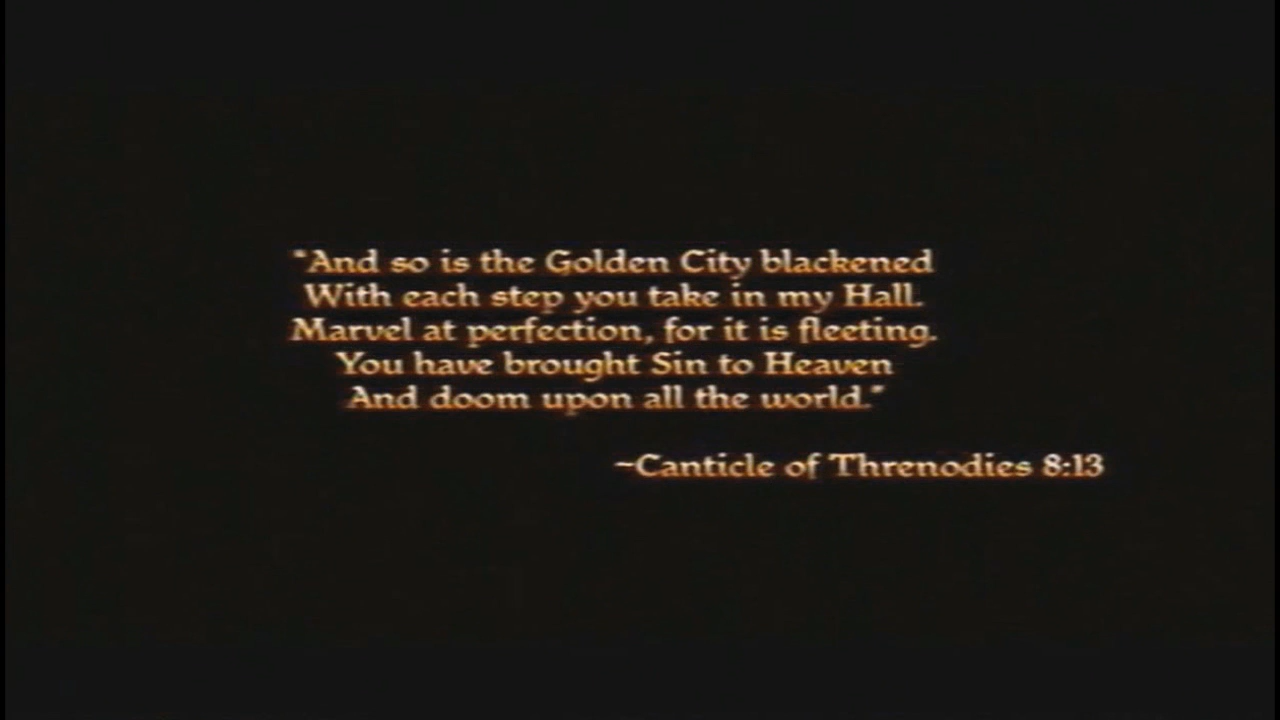 "And so is the Golden City blackened
With each step you take in my Hall.
Marvel at perfection, for it is fleeting.
You have brought Sin to Heaven
And doom upon all the world."
~Canticle of Threnodies 8:13